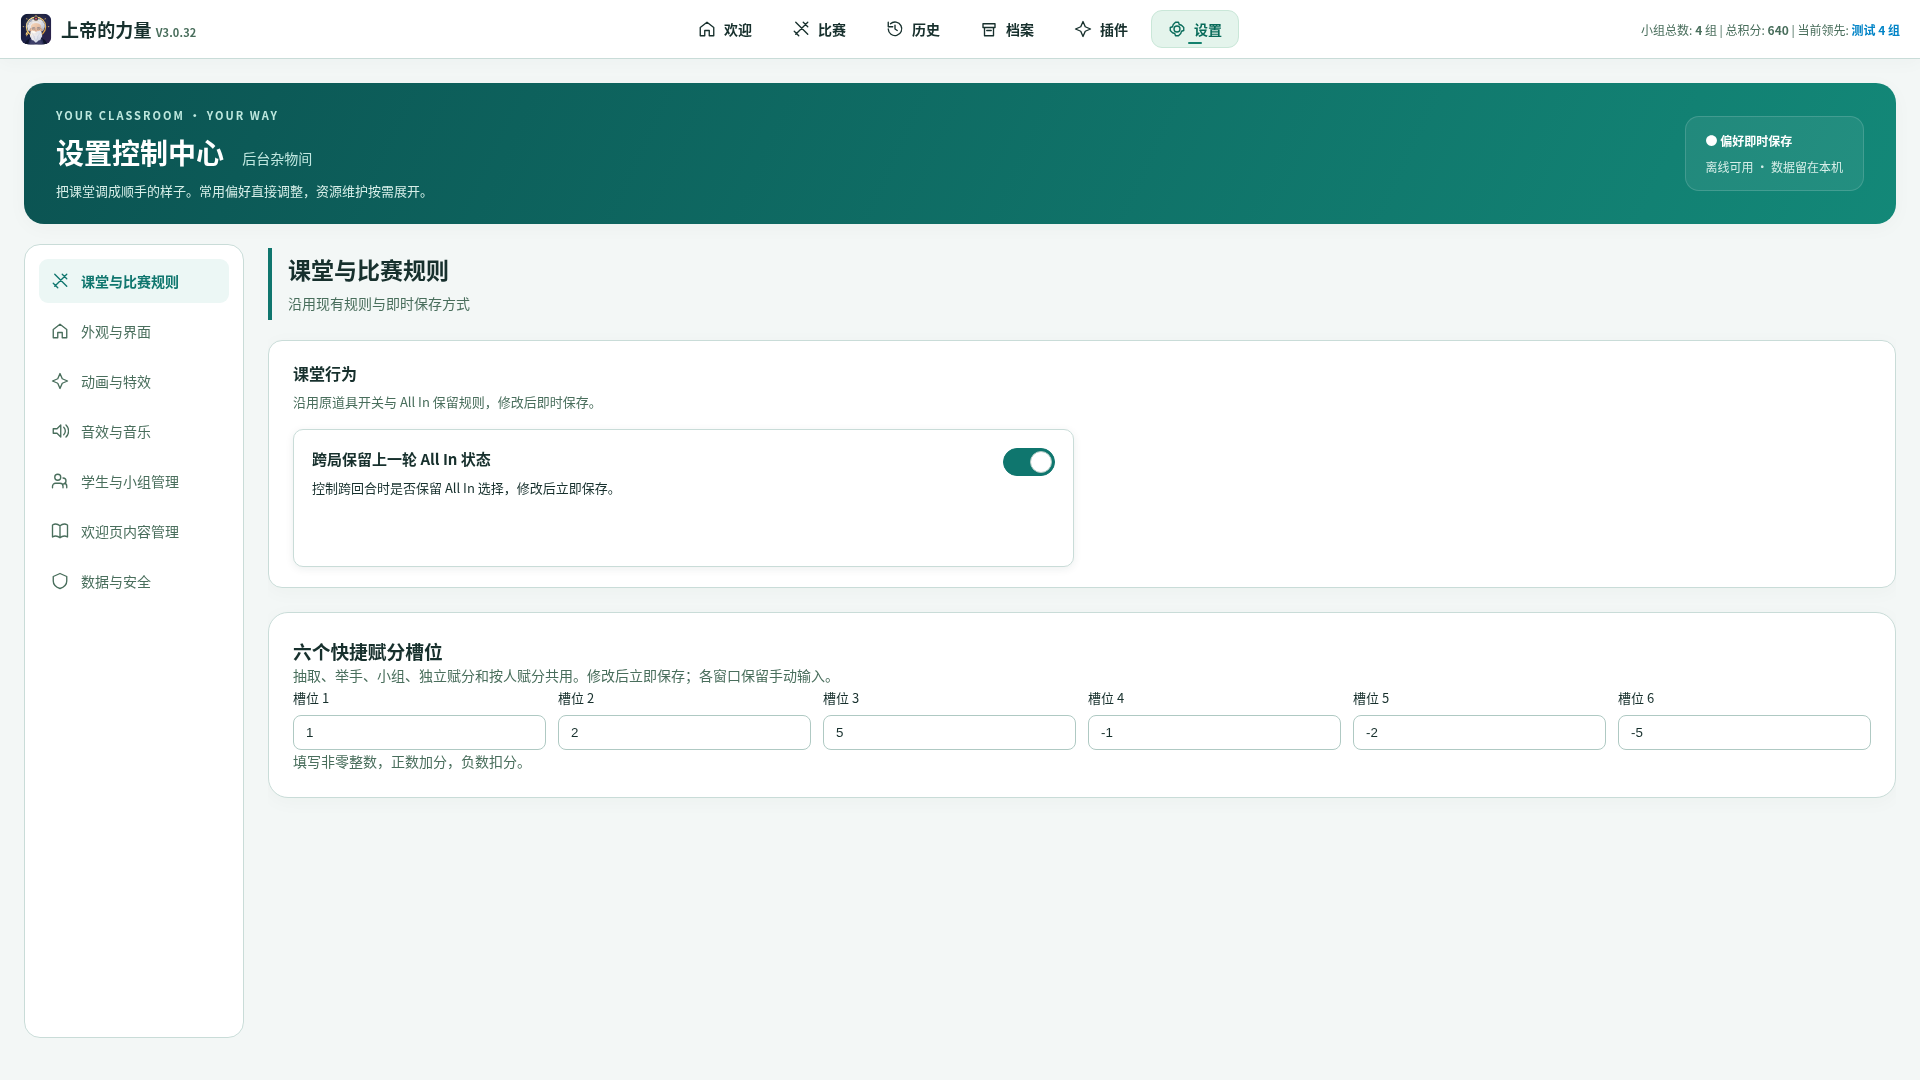 上帝的力量 V3.0.32
欢迎
比赛
历史
档案
插件
设置
小组总数: 4 组 | 总积分: 640 | 当前领先: 测试 4 组
YOUR CLASSROOM · YOUR WAY
设置控制中心 后台杂物间
把课堂调成顺手的样子。常用偏好直接调整，资源维护按需展开。
偏好即时保存
离线可用 · 数据留在本机
课堂与比赛规则
外观与界面
动画与特效
音效与音乐
学生与小组管理
欢迎页内容管理
数据与安全
课堂与比赛规则
沿用现有规则与即时保存方式
课堂行为
沿用原道具开关与 All In 保留规则，修改后即时保存。
跨局保留上一轮 All In 状态
控制跨回合时是否保留 All In 选择，修改后立即保存。
六个快捷赋分槽位
抽取、举手、小组、独立赋分和按人赋分共用。修改后立即保存；各窗口保留手动输入。
槽位 1
槽位 2
槽位 3
槽位 4
槽位 5
槽位 6
1
2
5
-1
-2
-5
填写非零整数，正数加分，负数扣分。